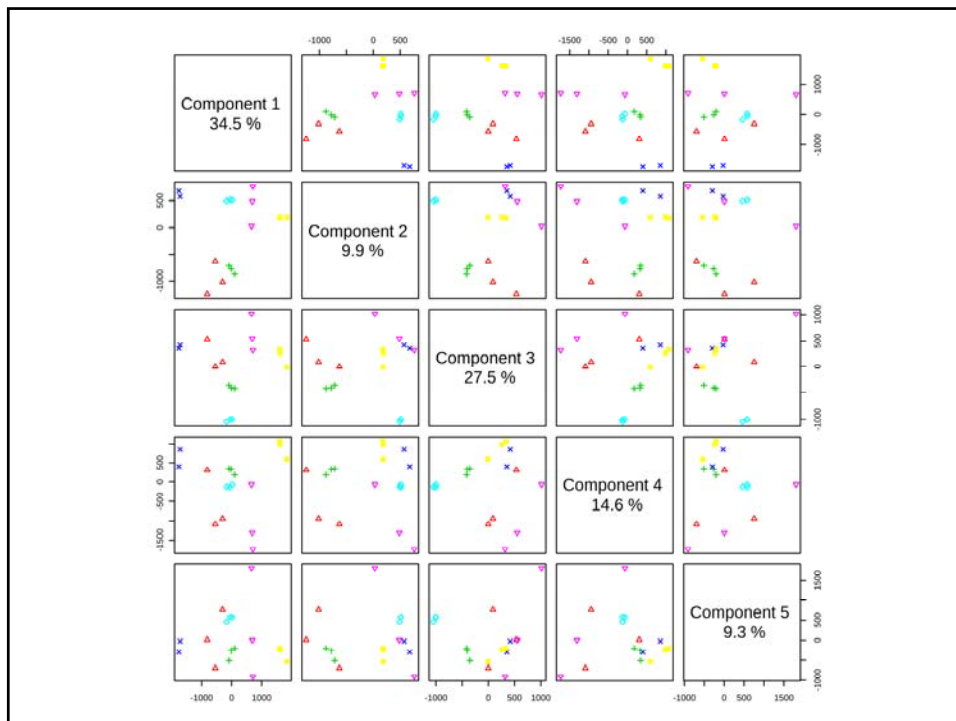 -1000 0 500
-1500 -500 0 500
Component 1
34.5 %
-1000 0 1000
0 500
-1000
Component 2
9.9 %
Component 3
27.5 %
-1000 0 500 1000
-1500 -500 0 500
Component 4
14.6 %
Component 5
9.3 %
-1000 0 500 1500
-1000 0 1000
-1000 0 500 1000
-1000 0 500 1500